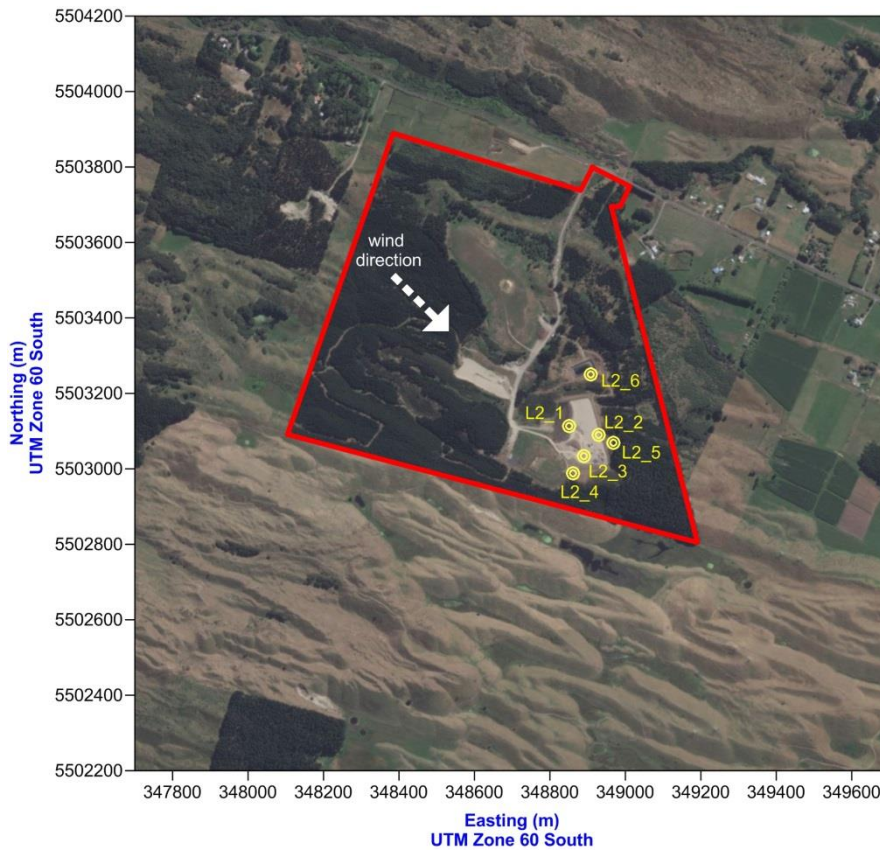 5504200
5504000
5503800
5503600
5503400
5503200
5503000
5502800
5502600
5502400
5502200
Northing (m)
UTM Zone 60 South
wind
direction
L2_6
L2_1
L2_2
L2_5
L2_3
L2_4
347800 348000 348200 348400 348600 348800 349000 349200 349400 349600
Easting (m)
UTM Zone 60 South